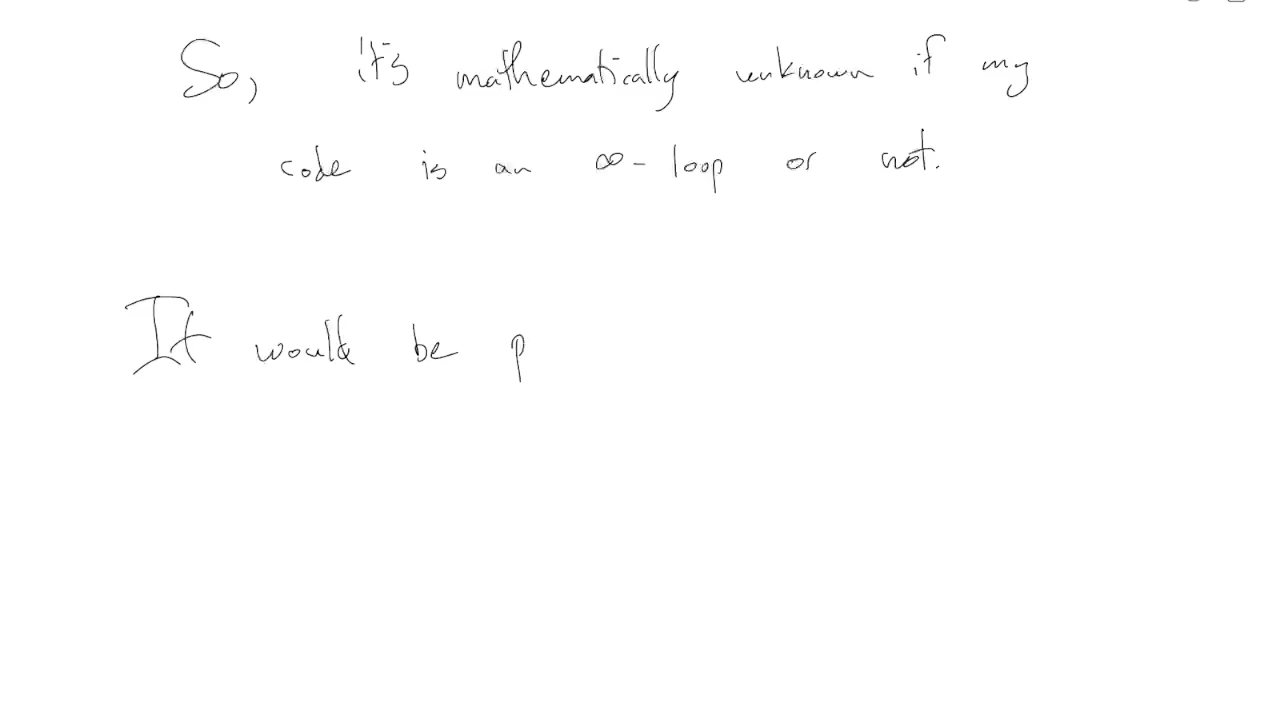 So, it's mathematically unknown if my
code is an ∞-loop or not.
It would be p